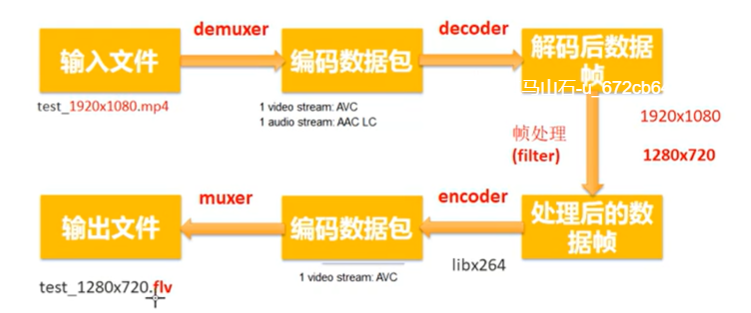 demuxer
decoder
输入文件
编码数据包
解码后数据
帧
马山石-u_672cb64
test_1920x1080.mp4
1 video stream: AVC
1 audio stream: AAC LC
1920x1080
帧处理
(filter)
1280x720
muxer
encoder
输出文件
编码数据包
处理后的数
据帧
libx264
1 video stream: AVC
test_1280x720.flv